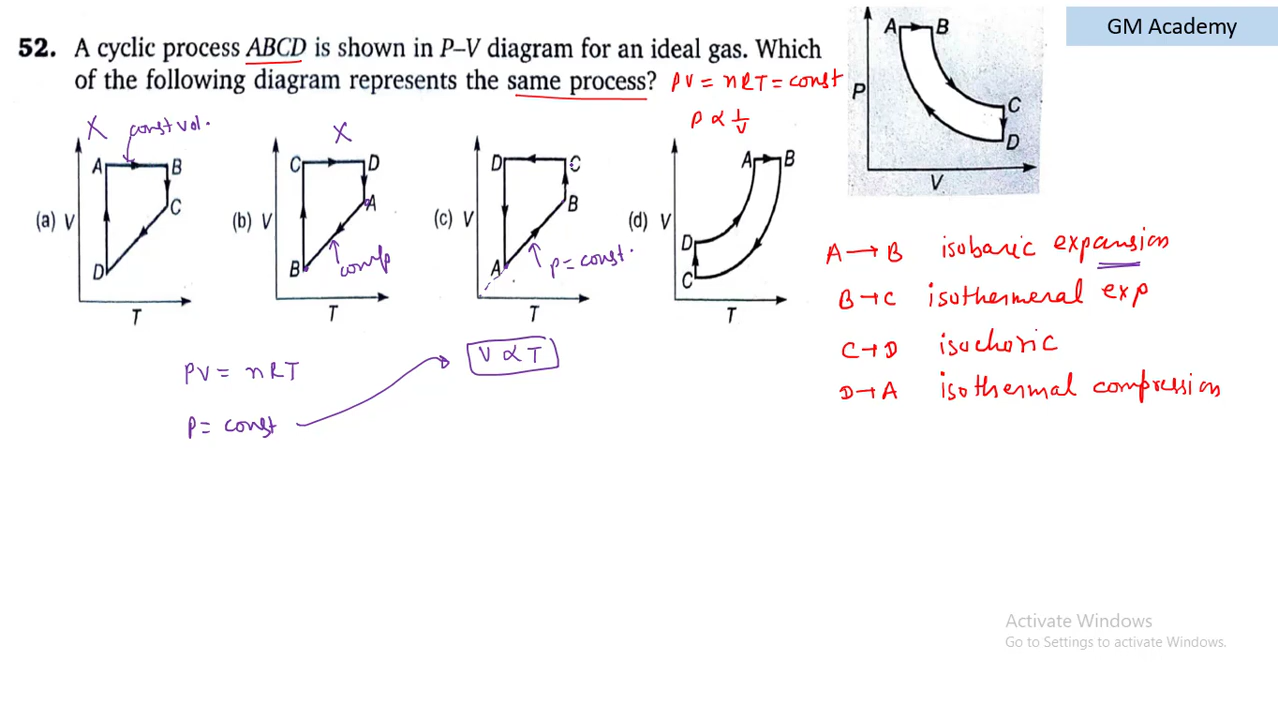 GM Academy
52. A cyclic process ABCD is shown in P–V diagram for an ideal gas. Which
of the following diagram represents the same process? PV = nRT = const
P ∝ 1/V
A B
P
C
D
V
X const vol.
A B
C
(a) V
D
T
X
C D
A
(b) V
B comp
T
D C
B
(c) V
A P = const.
T
A B
(d) V
D
C
T
A → B isobaric expansion
B → C isothermeral exp
C → D isochoric
D → A isothermal compression
PV = nRT
V ∝ T
P = const
Activate Windows
Go to Settings to activate Windows.